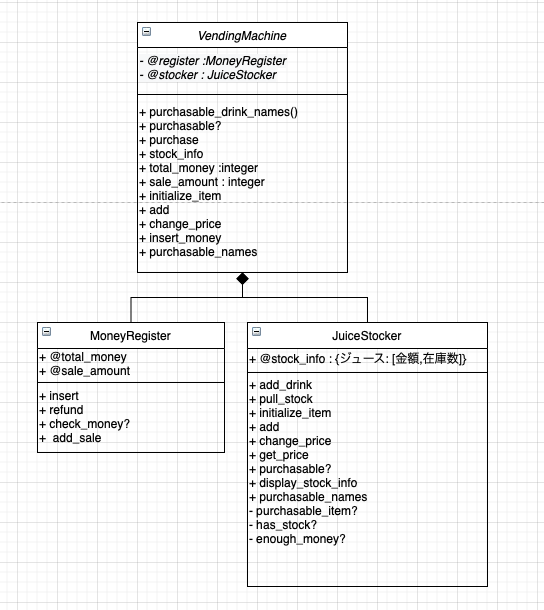 VendingMachine
- @register :MoneyRegister
- @stocker : JuiceStocker
+ purchasable_drink_names()
+ purchasable?
+ purchase
+ stock_info
+ total_money :integer
+ sale_amount : integer
+ initialize_item
+ add
+ change_price
+ insert_money
+ purchasable_names
MoneyRegister
+ @total_money
+ @sale_amount
+ insert
+ refund
+ check_money?
+ add_sale
JuiceStocker
+ @stock_info : {ジュース: [金額,在庫数]}
+ add_drink
+ pull_stock
+ initialize_item
+ add
+ change_price
+ get_price
+ purchasable?
+ display_stock_info
+ purchasable_names
- purchasable_item?
- has_stock?
- enough_money?